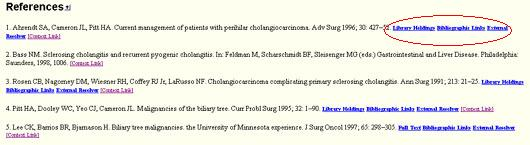 References
1. Ahrendt SA, Cameron JL, Pitt HA. Current management of patients with perihilar cholangiocarcinoma. Adv Surg 1996; 30: 427– Library Holdings Bibliographic Links External
Resolver [Context Link]
2. Bass NM. Sclerosing cholangitis and recurrent pyogenic cholangitis. In: Feldman M, Scharschmidt BF, Sleisenger MG (eds.) Gastrointestinal and Liver Disease. Philadelphia:
Saunders, 1998, 1006. [Context Link]
3. Rosen CB, Nagorney DM, Wiesner RH, Coffey RJ Jr, LaRusso NF. Cholangiocarcinoma complicating primary sclerosing cholangitis. Ann Surg 1991; 213: 21–25. Library Holdings
Bibliographic Links External Resolver [Context Link]
4. Pitt HA, Dooley WC, Yeo CJ, Cameron JL. Malignancies of the biliary tree. Curr Probl Surg 1995; 32: 1–90. Library Holdings Bibliographic Links External Resolver [Context Link]
5. Lee CK, Barrios BR, Bjarnason H. Biliary tree malignancies: the University of Minnesota experience. J Surg Oncol 1997; 65: 298–305. Full Text Bibliographic Links External Resolver
[Context Link]